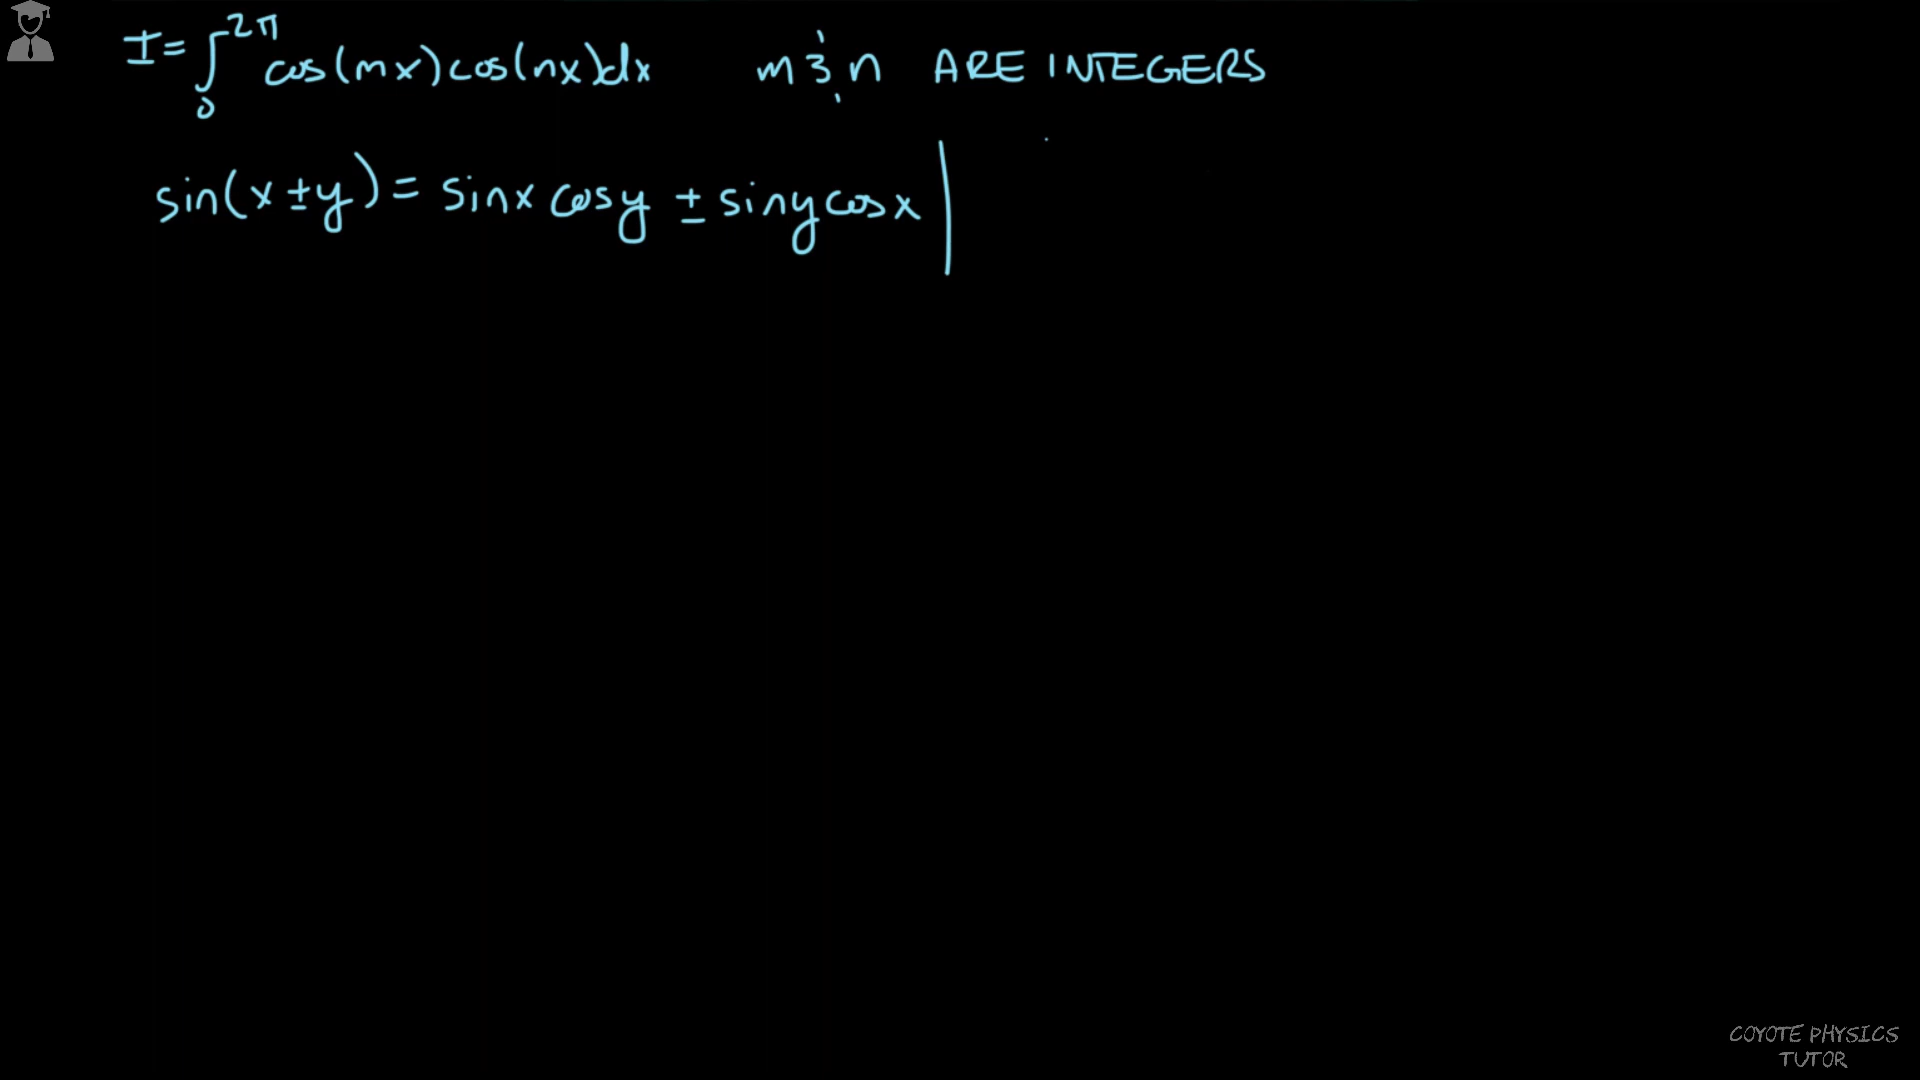 I = ∫₀^2π cos(mx)cos(nx)dx m & n ARE INTEGERS
sin(x ± y) = sinx cosy ± siny cosx
COYOTE PHYSICS
TUTOR